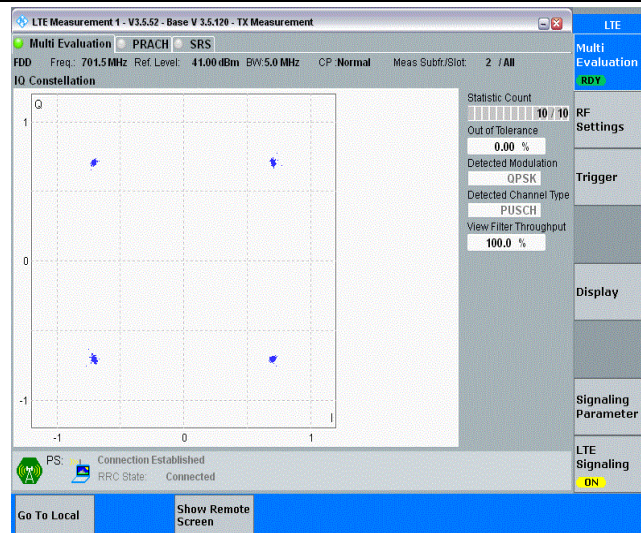 LTE Measurement 1 - V3.5.52 - Base V 3.5.120 - TX Measurement
LTE
Multi Evaluation PRACH SRS
Multi
Evaluation
RDY
FDD Freq.: 701.5 MHz Ref. Level: 41.00 dBm BW: 5.0 MHz CP : Normal Meas Subfr./Slot: 2 / All
IQ Constellation
Q
1
0
-1
I
-1 0 1
Statistic Count
10 / 10
Out of Tolerance
0.00 %
Detected Modulation
QPSK
Detected Channel Type
PUSCH
View Filter Throughput
100.0 %
RF
Settings
Trigger
Display
Signaling
Parameter
LTE
Signaling
ON
PS: Connection Established
RRC State: Connected
Go To Local
Show Remote
Screen